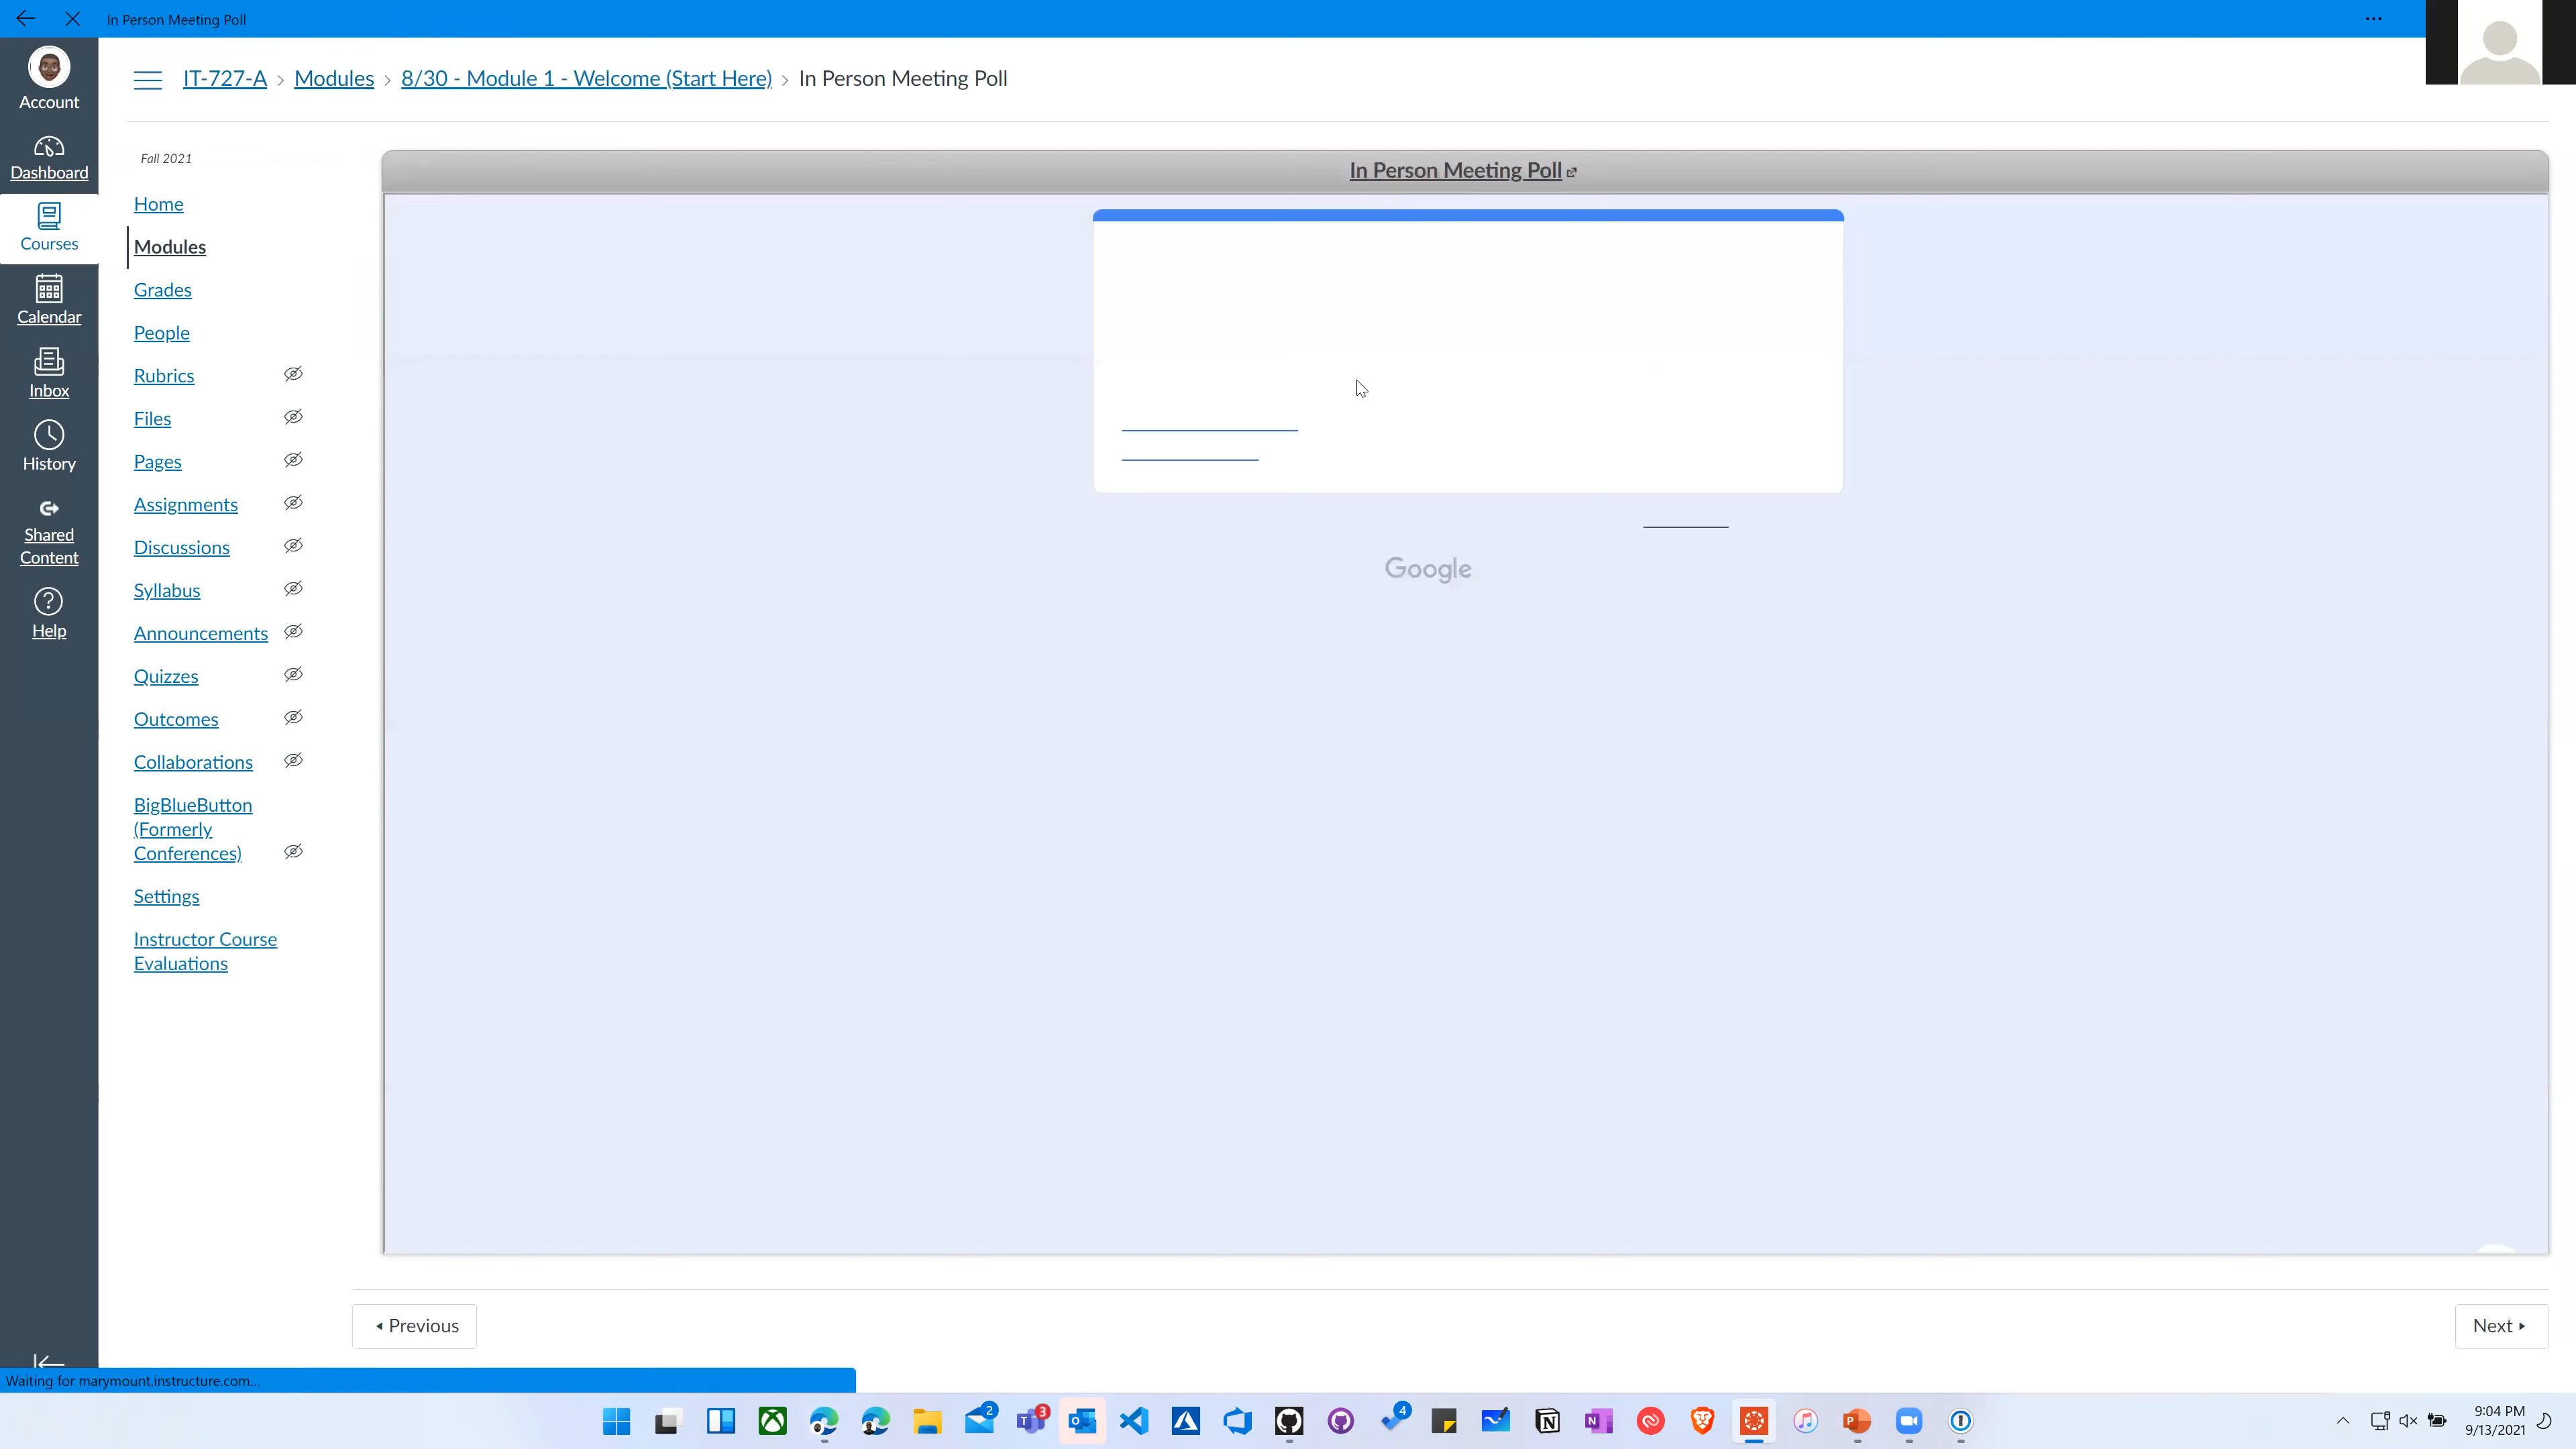 In Person Meeting Poll
IT-727-A > Modules > 8/30 - Module 1 - Welcome (Start Here) > In Person Meeting Poll
Account
Dashboard
Courses
Calendar
Inbox
History
Shared
Content
Help
Fall 2021
Home
Modules
Grades
People
Rubrics
Files
Pages
Assignments
Discussions
Syllabus
Announcements
Quizzes
Outcomes
Collaborations
BigBlueButton
(Formerly
Conferences)
Settings
Instructor Course
Evaluations
In Person Meeting Poll
Google
Previous
Next
Waiting for marymount.instructure.com...
2
3
4
9:04 PM
9/13/2021